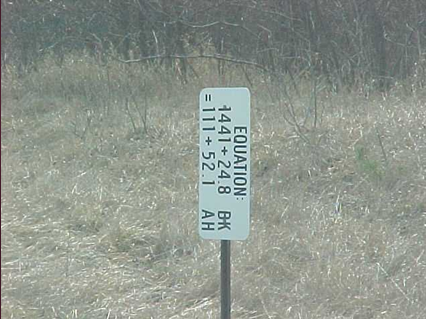 EQUATION:
1441+24.8 BK
=111+52.1 AH